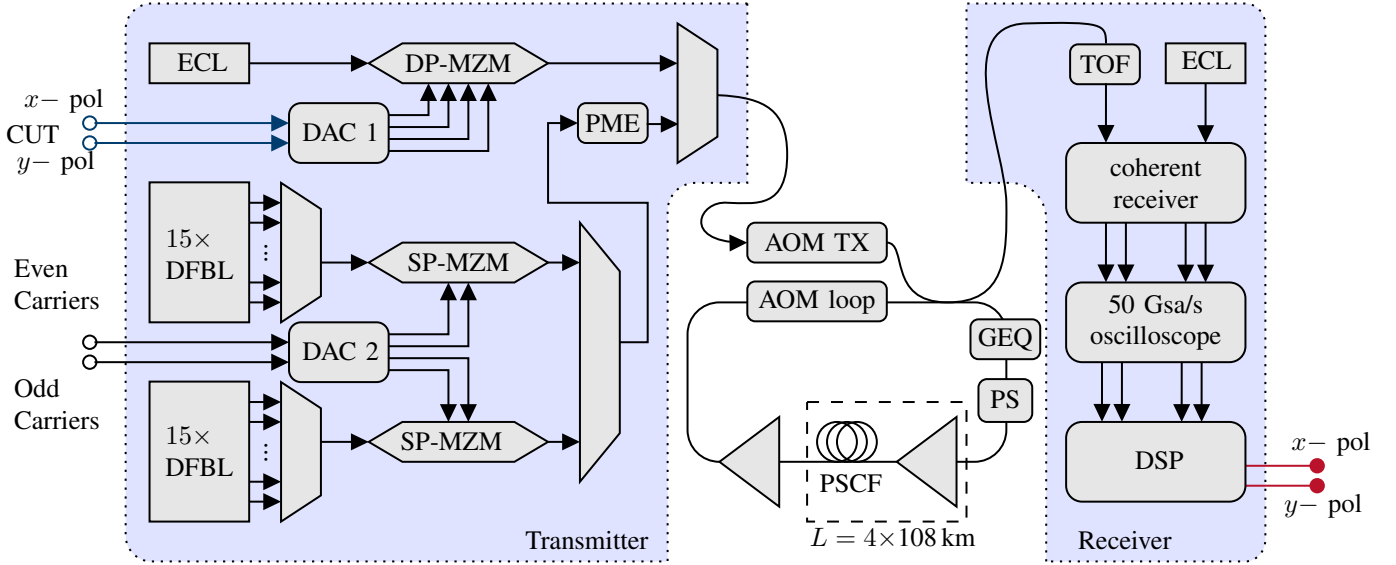 ECL
DP-MZM
x− pol
CUT
y− pol
DAC 1
PME
15×
DFBL
SP-MZM
Even
Carriers
DAC 2
Odd
Carriers
15×
DFBL
SP-MZM
Transmitter
AOM TX
AOM loop
GEQ
PS
PSCF
L = 4×108 km
TOF
ECL
coherent
receiver
50 Gsa/s
oscilloscope
DSP
x− pol
y− pol
Receiver